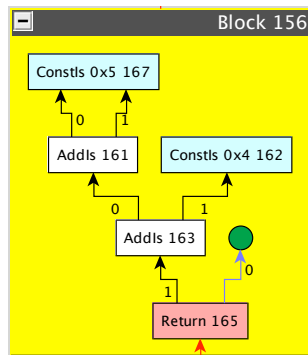 Block 156
ConstIs 0x5 167
0
1
AddIs 161
ConstIs 0x4 162
0
1
AddIs 163
1
0
Return 165